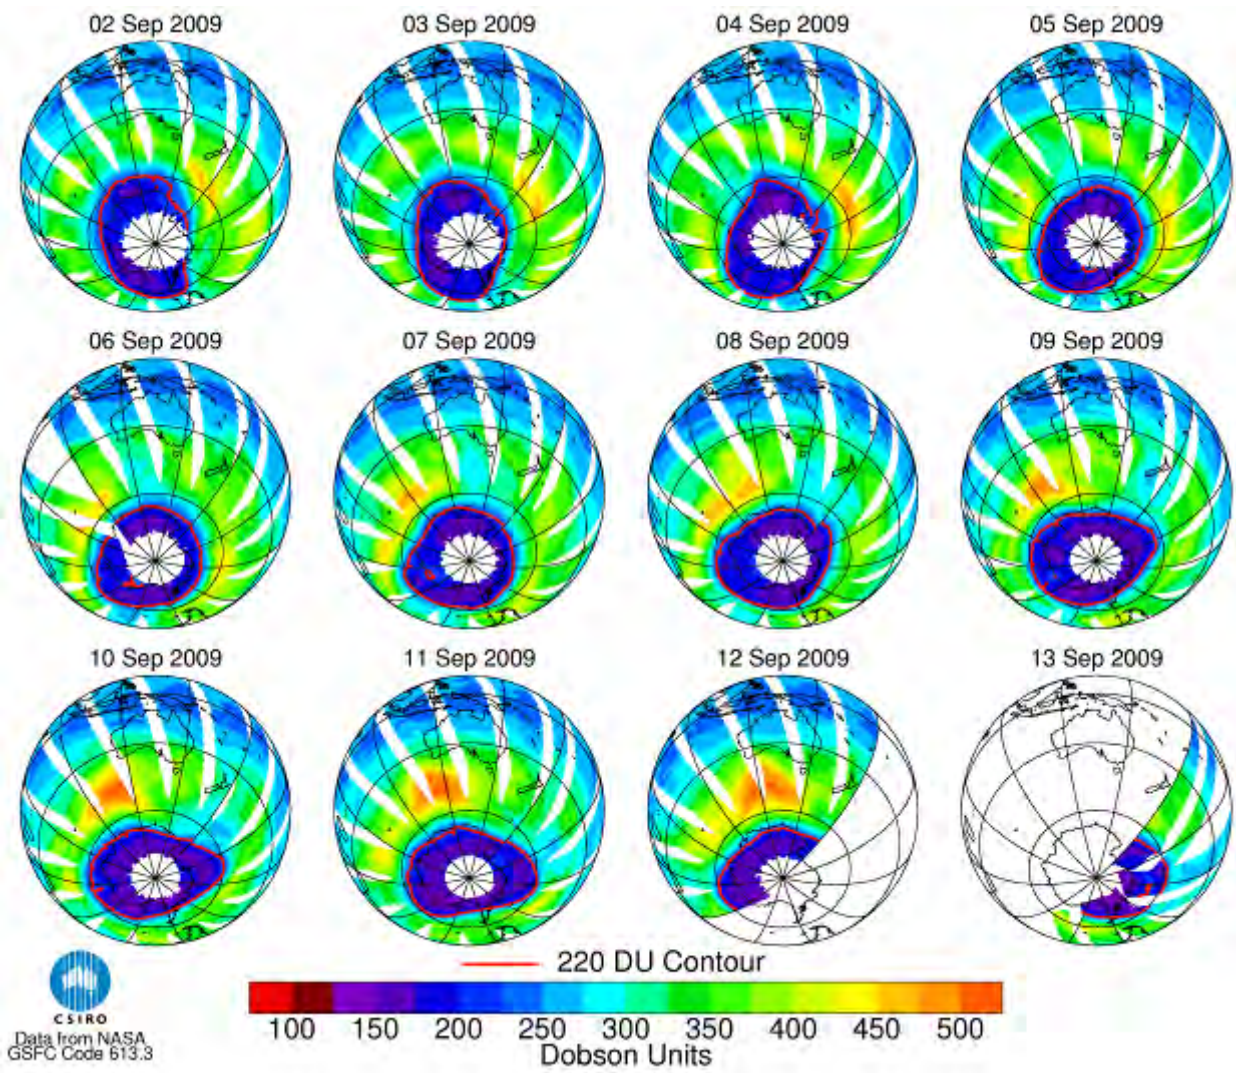 02 Sep 2009
03 Sep 2009
04 Sep 2009
05 Sep 2009
06 Sep 2009
07 Sep 2009
08 Sep 2009
09 Sep 2009
10 Sep 2009
11 Sep 2009
12 Sep 2009
13 Sep 2009
220 DU Contour
100 150 200 250 300 350 400 450 500
Dobson Units
CSIRO
Data from NASA
GSFC Code 613.3